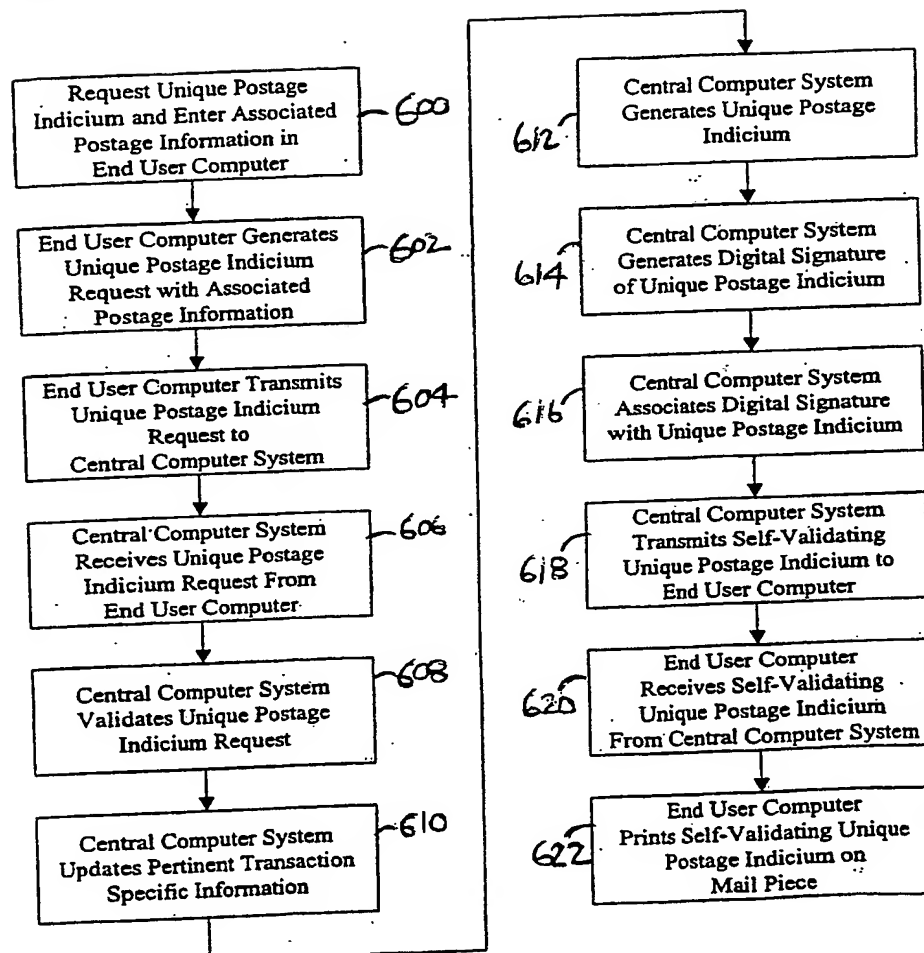 Request Unique Postage
Indicium and Enter Associated
Postage Information in
End User Computer
600
End User Computer Generates
Unique Postage Indicium
Request with Associated
Postage Information
602
End User Computer Transmits
Unique Postage Indicium
Request to
Central Computer System
604
Central Computer System
Receives Unique Postage
Indicium Request From
End User Computer
606
Central Computer System
Validates Unique Postage
Indicium Request
608
Central Computer System
Updates Pertinent Transaction
Specific Information
610
Central Computer System
Generates Unique Postage
Indicium
612
Central Computer System
Generates Digital Signature
of Unique Postage Indicium
614
Central Computer System
Associates Digital Signature
with Unique Postage Indicium
616
Central Computer System
Transmits Self-Validating
Unique Postage Indicium to
End User Computer
618
End User Computer
Receives Self-Validating
Unique Postage Indicium
From Central Computer System
620
End User Computer
Prints Self-Validating Unique
Postage Indicium on
Mail Piece
622